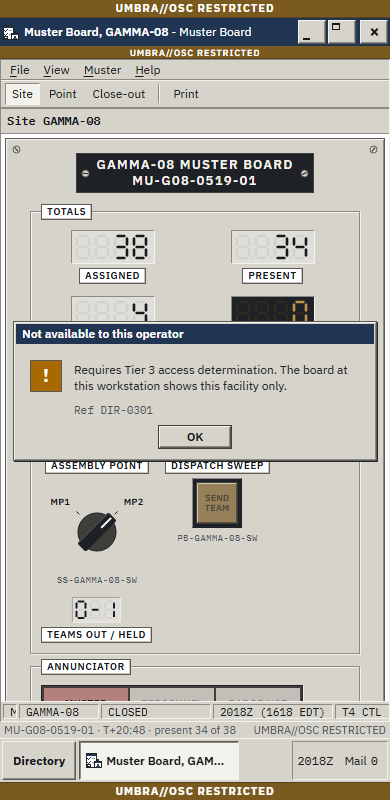 UMBRA//OSC RESTRICTED
Muster Board, GAMMA-08 - Muster Board
UMBRA//OSC RESTRICTED
File View Muster Help
Site Point Close-out Print
Site GAMMA-08
GAMMA-08 MUSTER BOARD
MU-G08-0519-01
TOTALS
38 34
ASSIGNED PRESENT
4 0
Not available to this operator
!
Requires Tier 3 access determination. The board at
this workstation shows this facility only.
Ref DIR-0301
OK
ASSEMBLY POINT DISPATCH SWEEP
MP1 MP2
SEND
TEAM
PB-GAMMA-08-SW
SS-GAMMA-08-SW
0-1
TEAMS OUT / HELD
ANNUNCIATOR
GAMMA-08 CLOSED 2018Z (1618 EDT) T4 CTL
MU-G08-0519-01 · T+20:48 · present 34 of 38 UMBRA//OSC RESTRICTED
Directory Muster Board, GAM... 2018Z Mail 0
UMBRA//OSC RESTRICTED